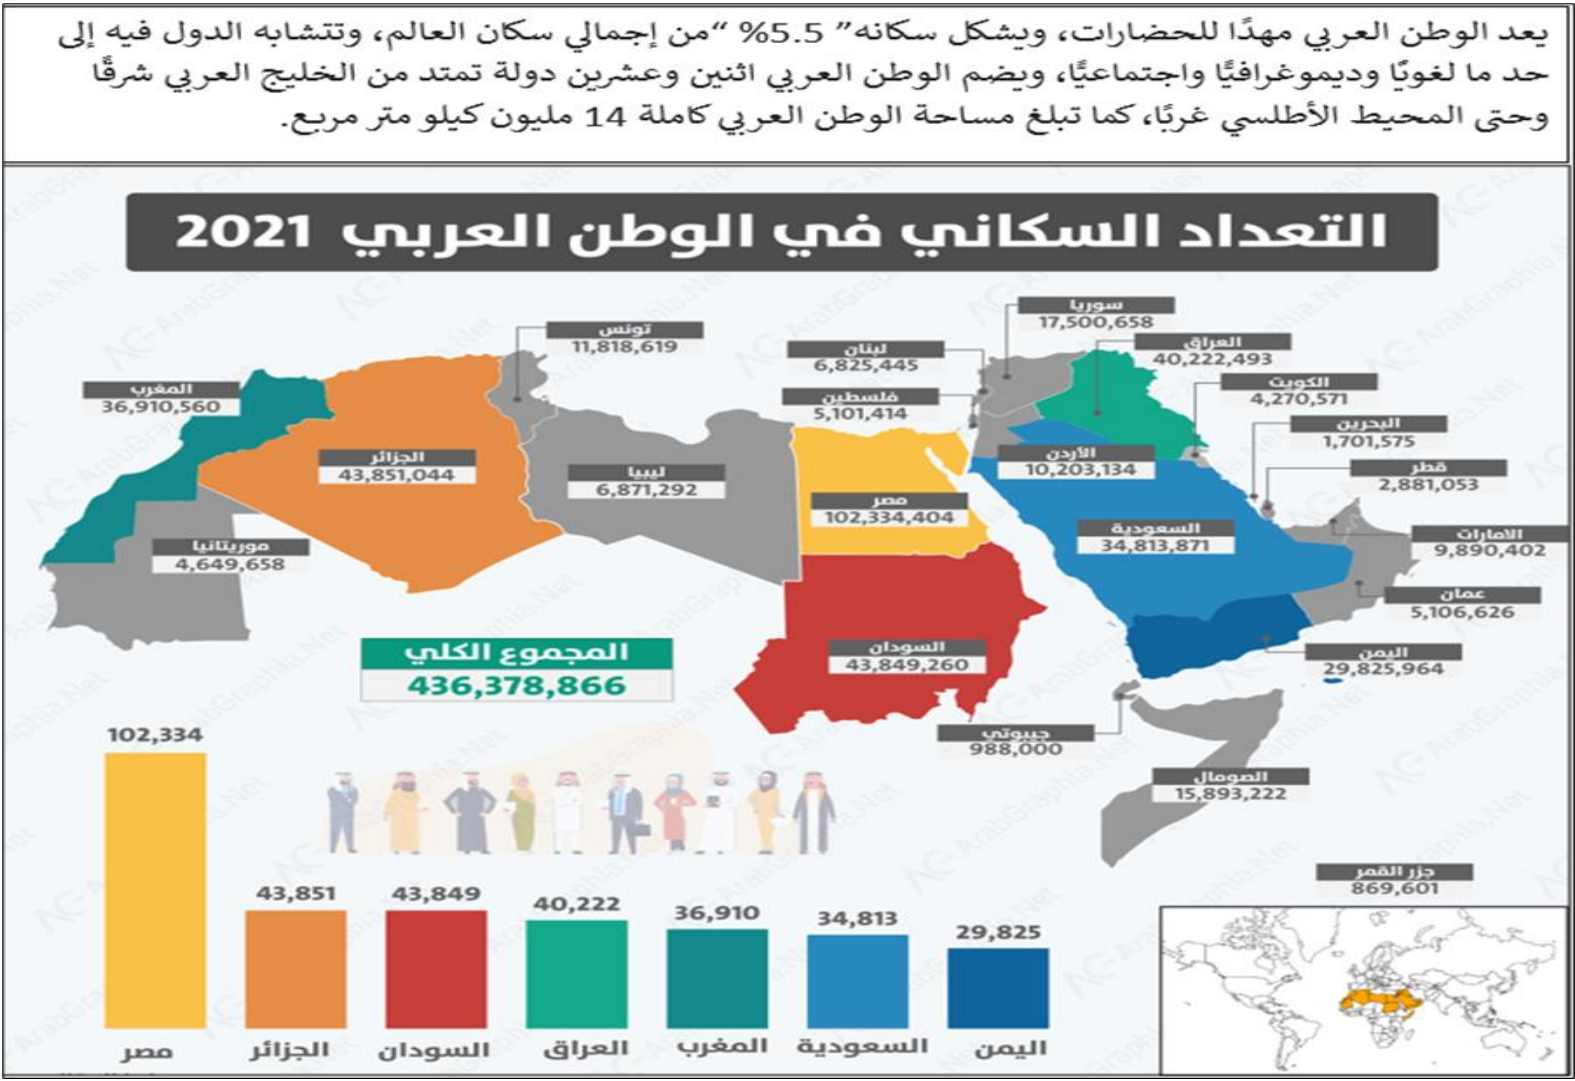 يعد الوطن العربي مهدًا للحضارات، ويشكل سكانه” 5.5% “من إجمالي سكان العالم، وتتشابه الدول فيه إلى
حد ما لغويًا وديموغرافيًّا واجتماعيًّا، ويضم الوطن العربي اثنين وعشرين دولة تمتد من الخليج العربي شرقًا
وحتى المحيط الأطلسي غربًا، كما تبلغ مساحة الوطن العربي كاملة 14 مليون كيلو متر مربع.
التعداد السكاني في الوطن العربي 2021
سوريا
17,500,658
تونس
11,818,619
العراق
40,222,493
لبنان
6,825,445
الكويت
4,270,571
المغرب
36,910,560
فلسطين
5,101,414
البحرين
1,701,575
الأردن
10,203,134
الجزائر
43,851,044
قطر
2,881,053
ليبيا
6,871,292
مصر
102,334,404
السعودية
34,813,871
الامارات
9,890,402
موريتانيا
4,649,658
عمان
5,106,626
السودان
43,849,260
اليمن
29,825,964
المجموع الكلي
436,378,866
جيبوتي
988,000
الصومال
15,893,222
جزر القمر
869,601
102,334
43,851
43,849
40,222
36,910
34,813
29,825
مصر
الجزائر
السودان
العراق
المغرب
السعودية
اليمن
ArabGraphia.Net